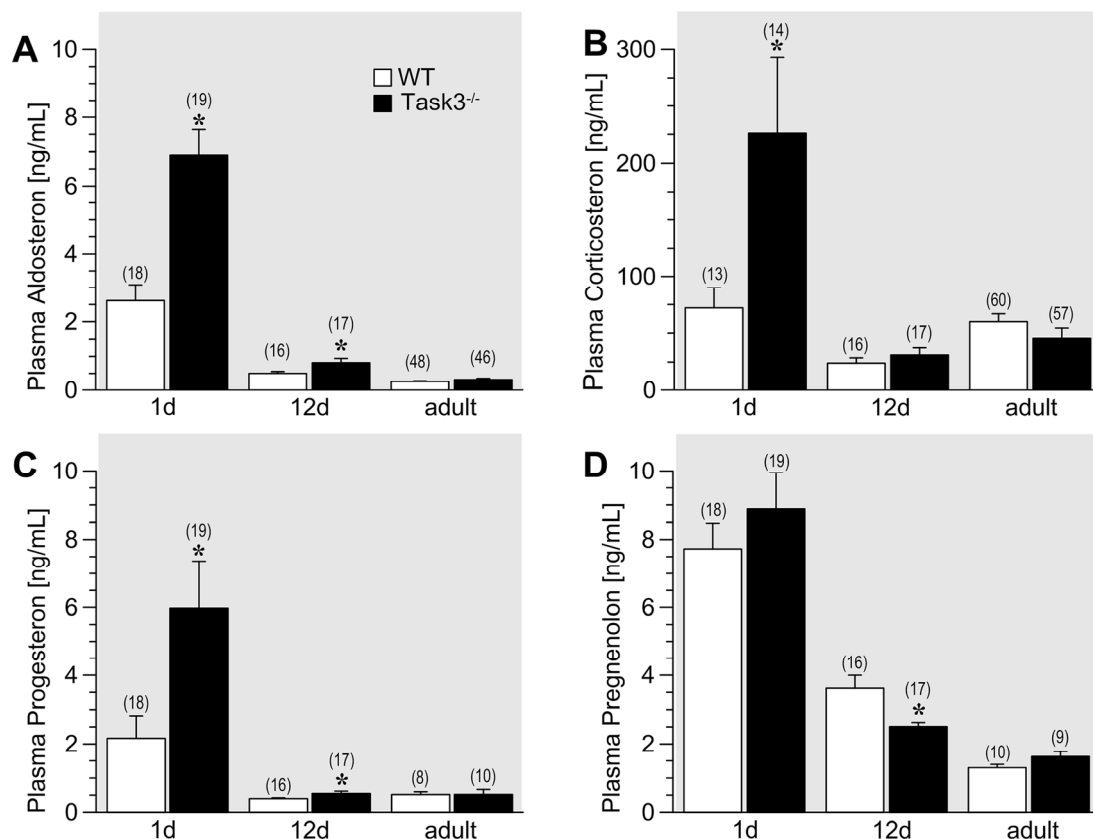 A
Plasma Aldosteron [ng/mL]
10
8
6
4
2
0
WT
Task3-/-
(18)
(19)
*
(16)
(17)
*
(48)
(46)
1d
12d
adult
B
Plasma Corticosteron [ng/mL]
300
200
100
0
(13)
(14)
*
(16)
(17)
(60)
(57)
1d
12d
adult
C
Plasma Progesteron [ng/mL]
10
8
6
4
2
0
(18)
(19)
*
(16)
(17)
*
(8)
(10)
1d
12d
adult
D
Plasma Pregnenolon [ng/mL]
10
8
6
4
2
0
(18)
(19)
(16)
(17)
*
(10)
(9)
1d
12d
adult